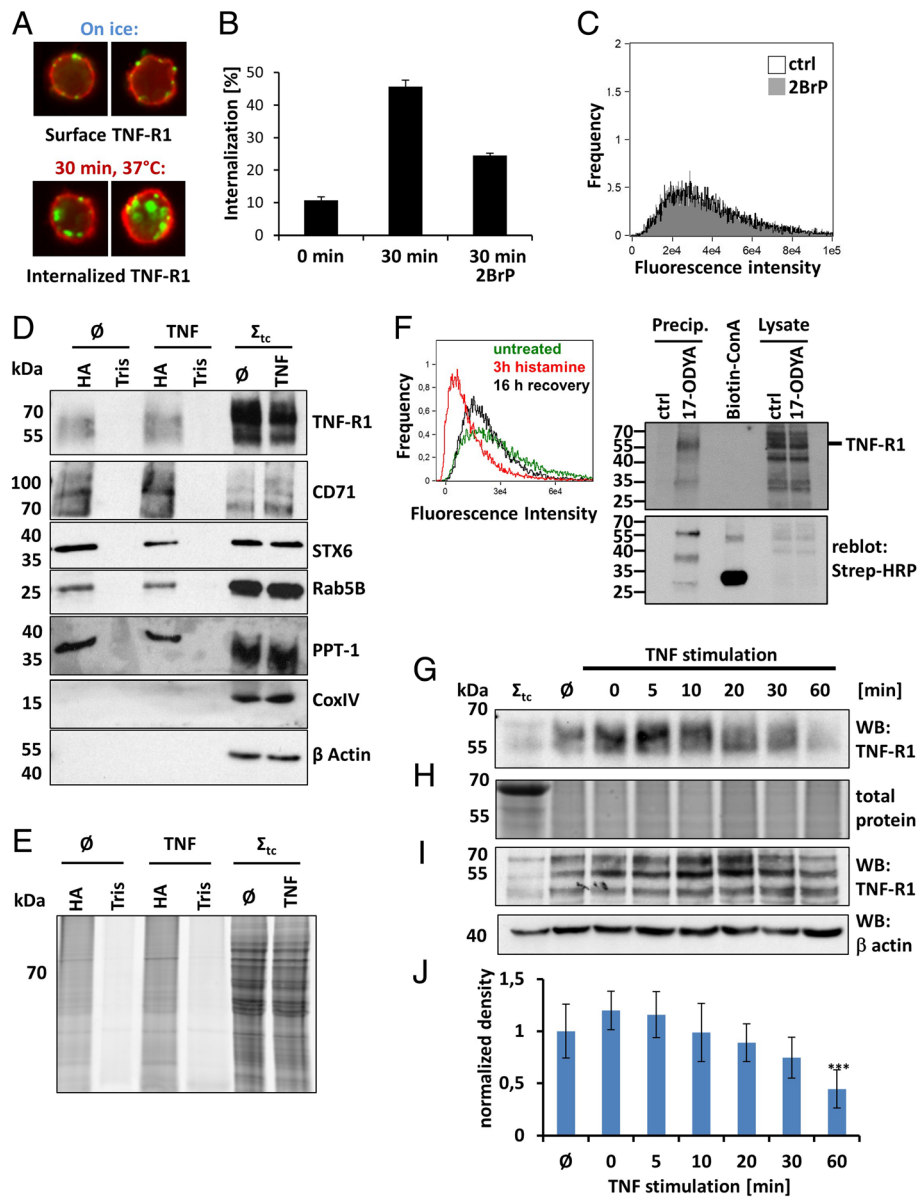 A
On ice:
Surface TNF-R1
30 min, 37°C:
Internalized TNF-R1
B
Internalization [%]
50
40
30
20
10
0
0 min
30 min
30 min
2BrP
C
ctrl
2BrP
Frequency
2
1.5
1
.5
0
0
2e4
4e4
6e4
8e4
1e5
Fluorescence intensity
D
Ø
TNF
Σtc
kDa
HA
Tris
HA
Tris
Ø
TNF
70
55
TNF-R1
100
70
CD71
40
35
STX6
25
Rab5B
40
35
PPT-1
15
CoxIV
55
40
β Actin
E
Ø
TNF
Σtc
kDa
HA
Tris
HA
Tris
Ø
TNF
70
F
untreated
3h histamine
16 h recovery
Frequency
1,2
1
0,8
0,6
0,4
0,2
0
0
3e4
6e4
Fluorescence Intensity
Precip.
Lysate
ctrl
17-ODYA
Biotin-ConA
ctrl
17-ODYA
70
55
40
35
25
TNF-R1
70
55
40
35
25
reblot:
Strep-HRP
TNF stimulation
G
kDa
Σtc
Ø
0
5
10
20
30
60
[min]
70
55
WB:
TNF-R1
H
70
55
total
protein
I
70
55
WB:
TNF-R1
40
WB:
β actin
J
normalized density
1,5
1
0,5
0
***
Ø
0
5
10
20
30
60
TNF stimulation [min]